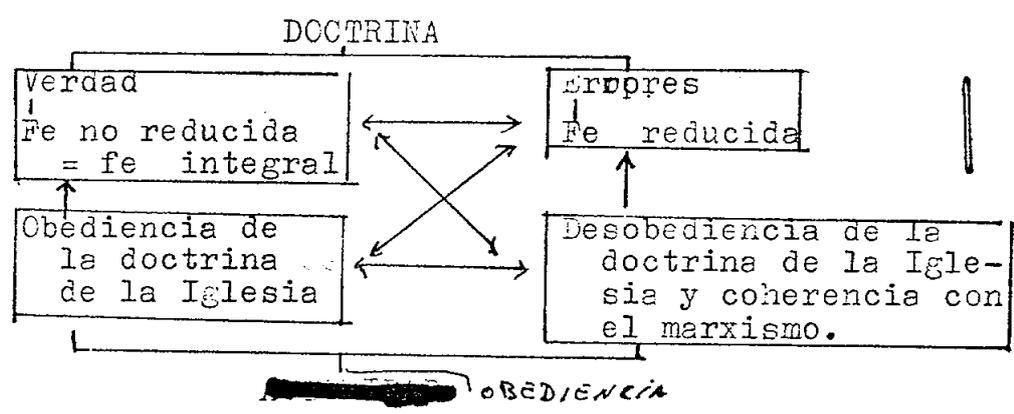 DOCTRINA
Verdad
Fe no reducida
= fe integral
Errores
Fe reducida
Obediencia de
la doctrina
de la Iglesia
Desobediencia de la
doctrina de la Igle-
sia y coherencia con
el marxismo.
OBEDIENCIA